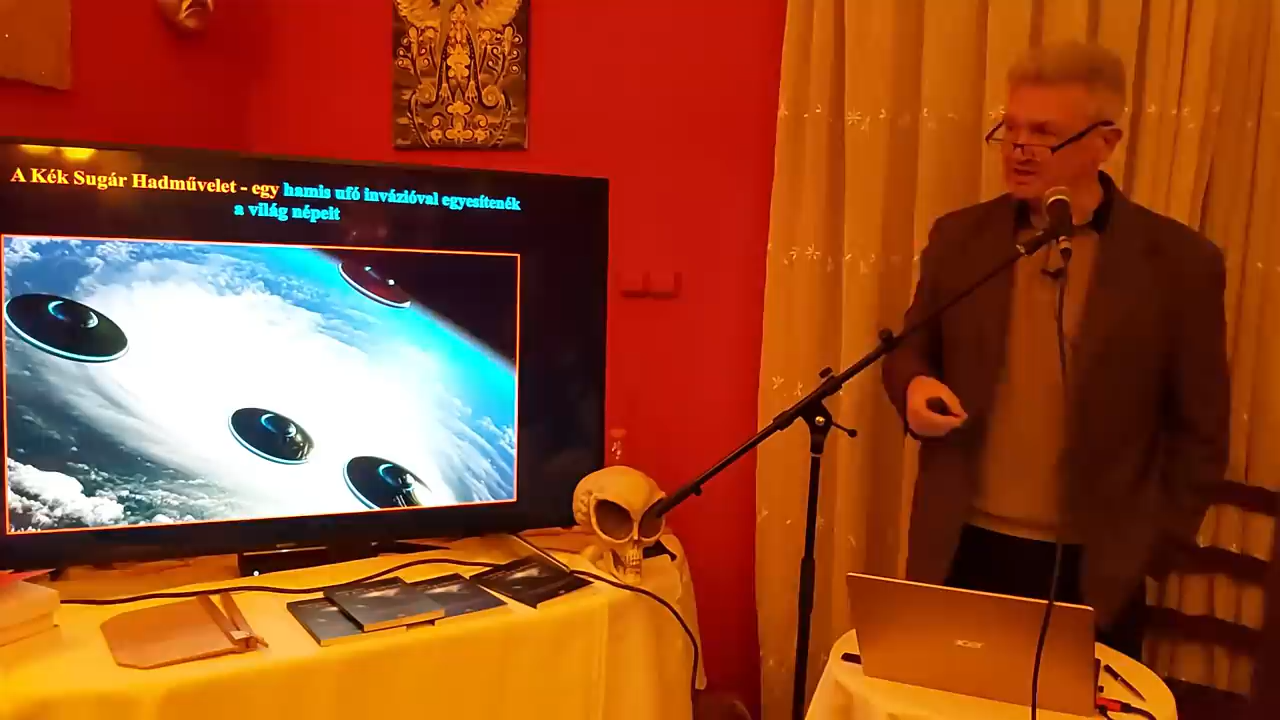 A Kék Sugár Hadművelet - egy hamis ufó invázióval egyesítenék
a világ népeit
acer